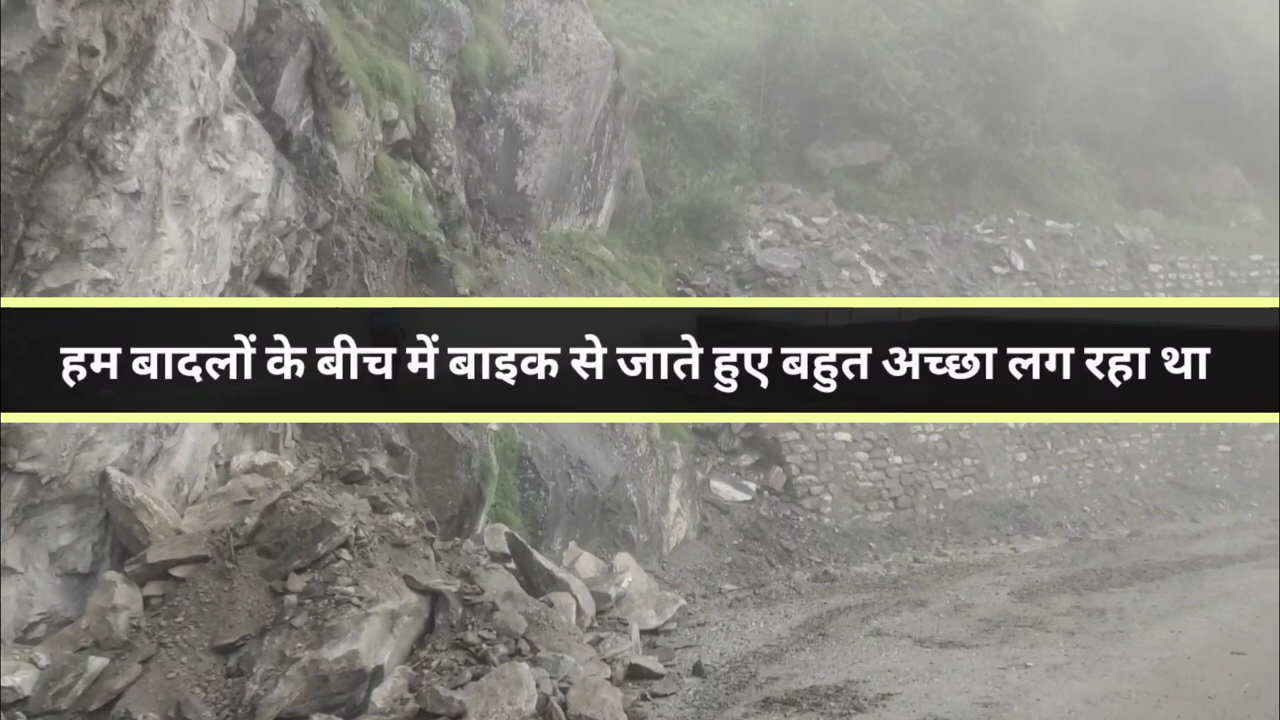 हम बादलों के बीच में बाइक से जाते हुए बहुत अच्छा लग रहा था